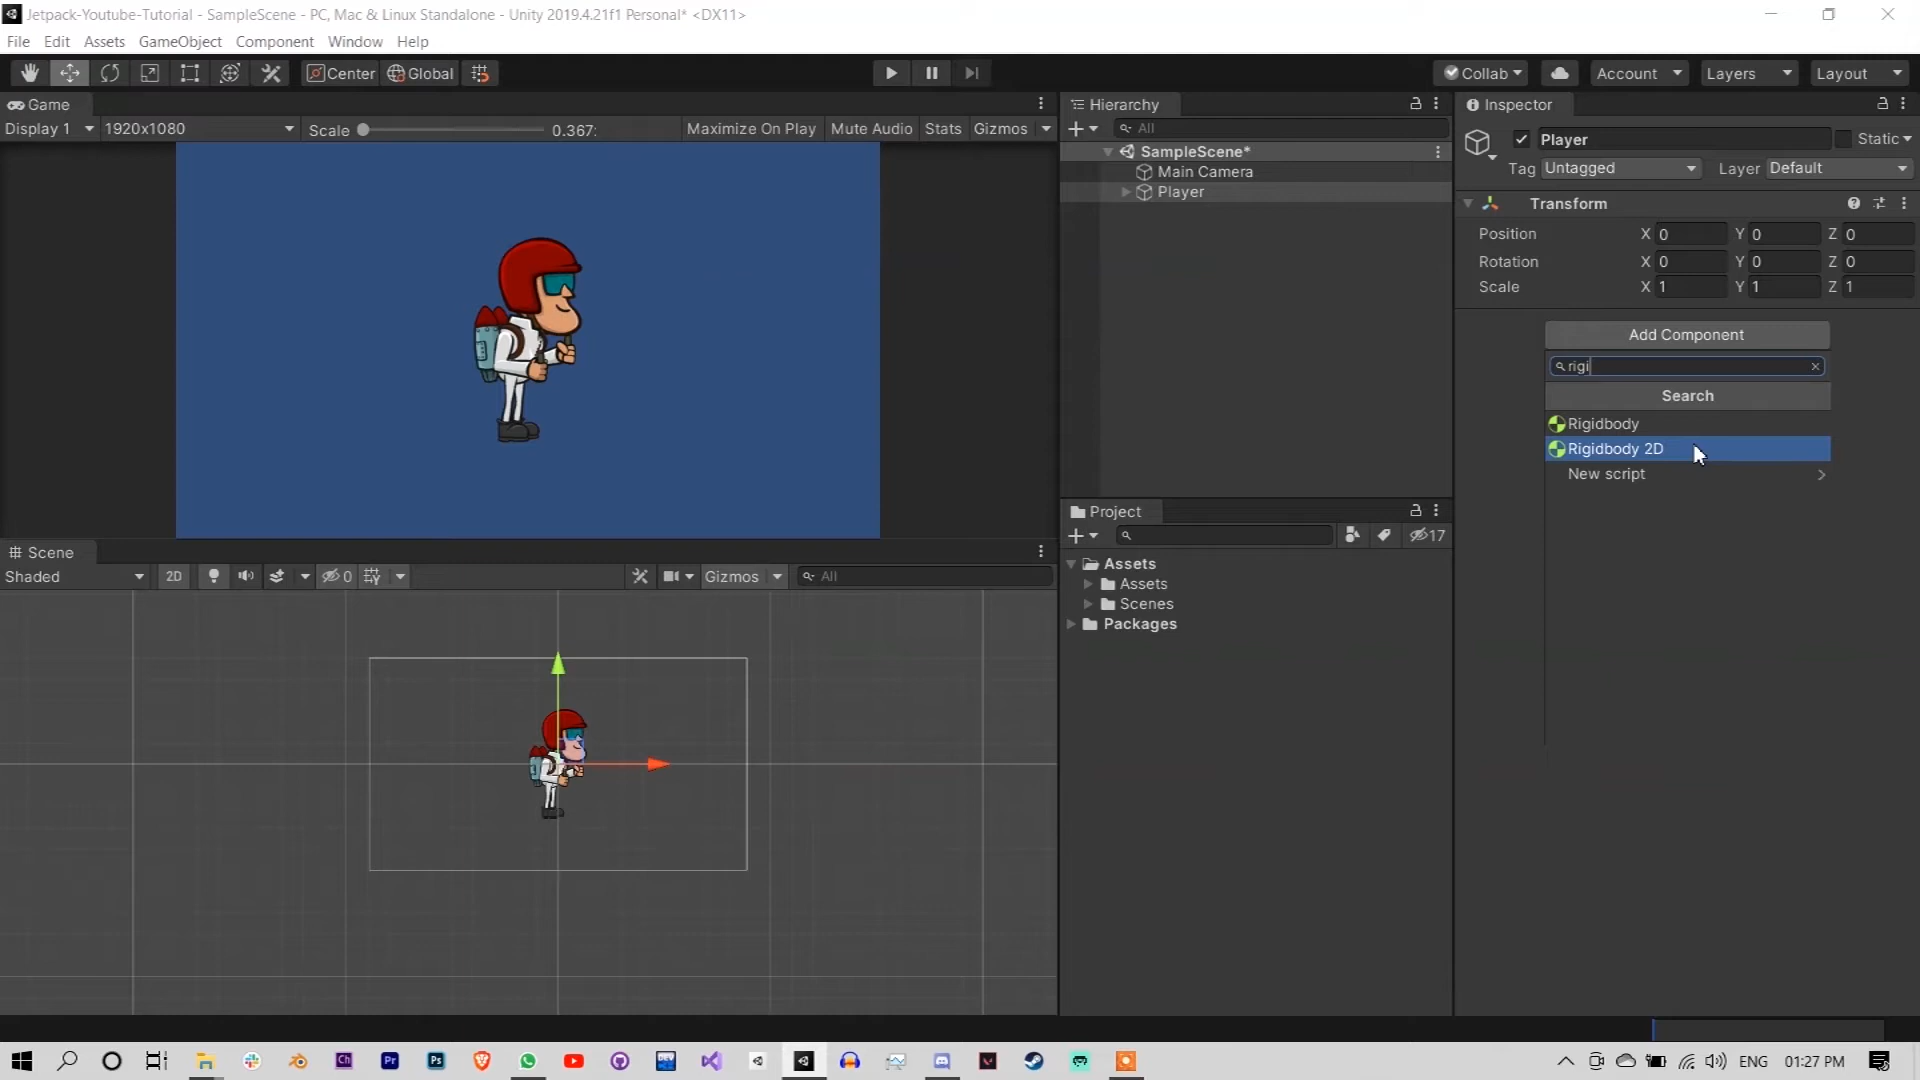 Jetpack-Youtube-Tutorial - SampleScene - PC, Mac & Linux Standalone - Unity 2019.4.21f1 Personal* <DX11>
File Edit Assets GameObject Component Window Help
Center Global
Collab Account Layers Layout
Game
Display 1 1920x1080 Scale 0.367: Maximize On Play Mute Audio Stats Gizmos
Scene
Shaded 2D 0 Gizmos All
Hierarchy
All
SampleScene*
Main Camera
Player
Project
17
Assets
Assets
Scenes
Packages
Inspector
Player Static
Tag Untagged Layer Default
Transform
Position X 0 Y 0 Z 0
Rotation X 0 Y 0 Z 0
Scale X 1 Y 1 Z 1
Add Component
rigi
Search
Rigidbody
Rigidbody 2D
New script
Ch Pr Ps
ENG 01:27 PM